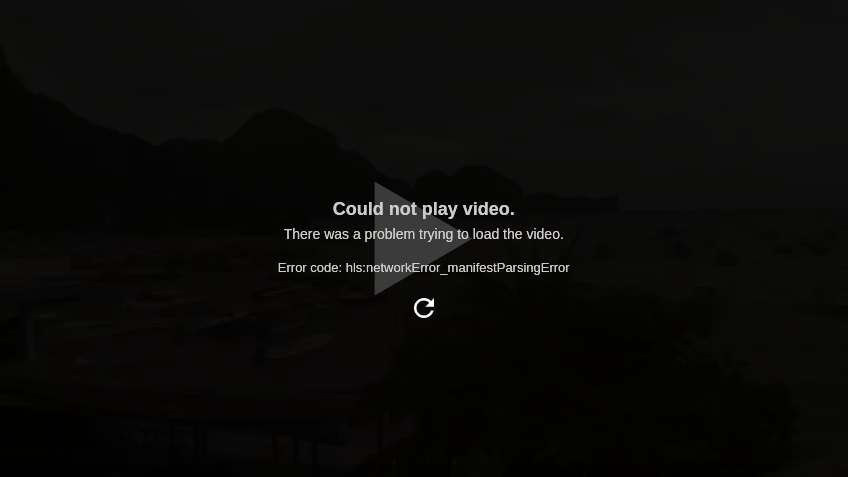 Could not play video.
There was a problem trying to load the video.
Error code: hls:networkError_manifestParsingError